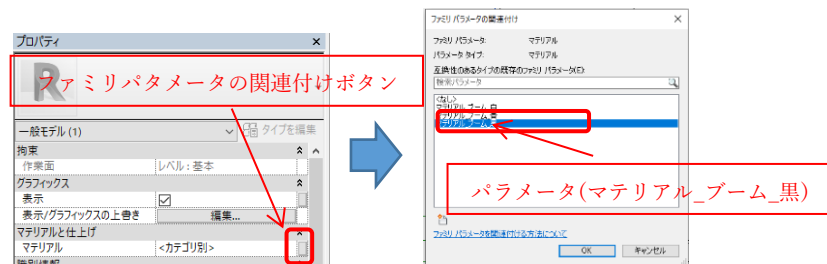 プロパティ
×
R
ファミリパタメータの関連付けボタン
一般モデル (1)
タイプを編集
拘束
作業面
レベル : 基本
グラフィックス
表示
表示/グラフィックスの上書き
編集...
マテリアルと仕上げ
マテリアル
<カテゴリ別>
識別情報
ファミリ パラメータの関連付け
×
ファミリ パラメータ:
マテリアル
パラメータ タイプ:
マテリアル
互換性のあるタイプの既存のファミリ パラメータ(E):
検索パラメータ
<なし>
マテリアル_ブーム_白
パラメータ(マテリアル_ブーム_黒)
ファミリ パラメータを関連付ける方法について
OK
キャンセル